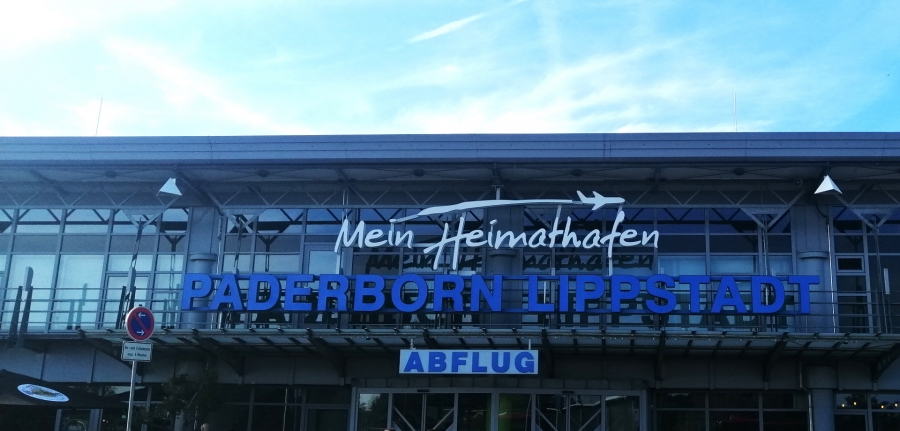 Mein Heimathafen
PADERBORN LIPPSTADT
ABFLUG